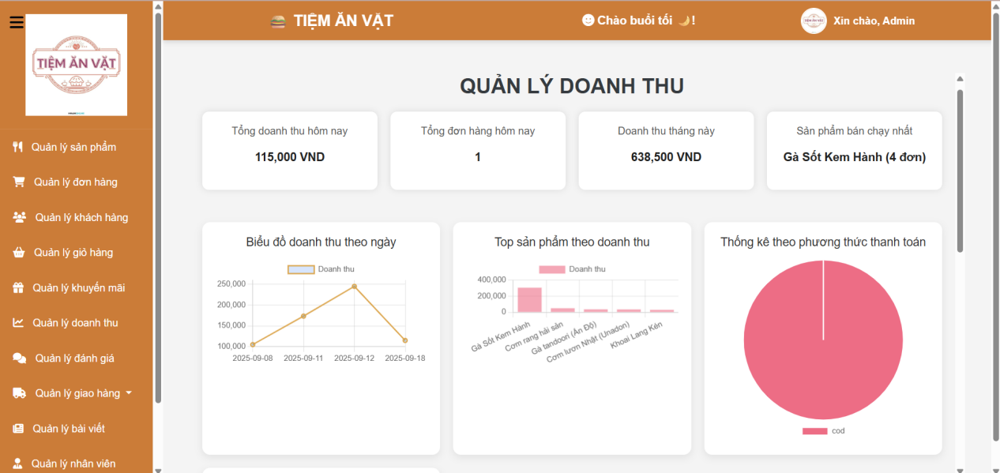 TIỆM ĂN VẶT
Chào buổi tối 🌙!
Xin chào, Admin
TIỆM ĂN VẶT
Quản lý sản phẩm
Quản lý đơn hàng
Quản lý khách hàng
Quản lý giỏ hàng
Quản lý khuyến mãi
Quản lý doanh thu
Quản lý đánh giá
Quản lý giao hàng
Quản lý bài viết
Quản lý nhân viên
QUẢN LÝ DOANH THU
Tổng doanh thu hôm nay
115,000 VND
Tổng đơn hàng hôm nay
1
Doanh thu tháng này
638,500 VND
Sản phẩm bán chạy nhất
Gà Sốt Kem Hành (4 đơn)
Biểu đồ doanh thu theo ngày
Doanh thu
250,000
200,000
150,000
100,000
2025-09-08 2025-09-11 2025-09-12 2025-09-18
Top sản phẩm theo doanh thu
Doanh thu
400,000
200,000
0
Gà Sốt Kem Hành
Cơm rang hải sản
Gà tandoori (Ấn Độ)
Cơm lươn Nhật (Unadon)
Khoai Lang Kén
Thống kê theo phương thức thanh toán
cod